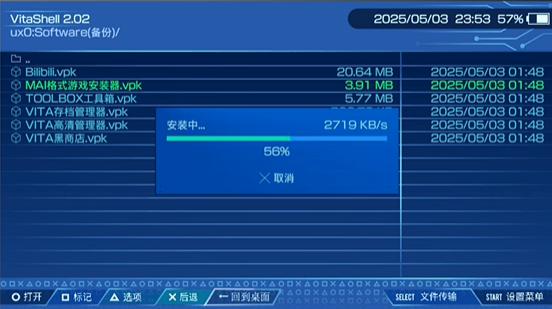 VitaShell 2.02
2025/05/03 23:53 57%
ux0:Software(备份)/
..
Bilibili.vpk 20.64 MB 2025/05/03 01:48
MAI格式游戏安装器.vpk 3.91 MB 2025/05/03 01:48
TOOLBOX工具箱.vpk 5.77 MB 2025/05/03 01:48
VITA存档管理器.vpk 2025/05/03 01:48
VITA高清管理器.vpk 2025/05/03 01:48
VITA黑商店.vpk 2025/05/03 01:48
安装中... 2719 KB/s
56%
取消
打开 标记 选项 后退 ←回到桌面 SELECT 文件传输 START 设置菜单